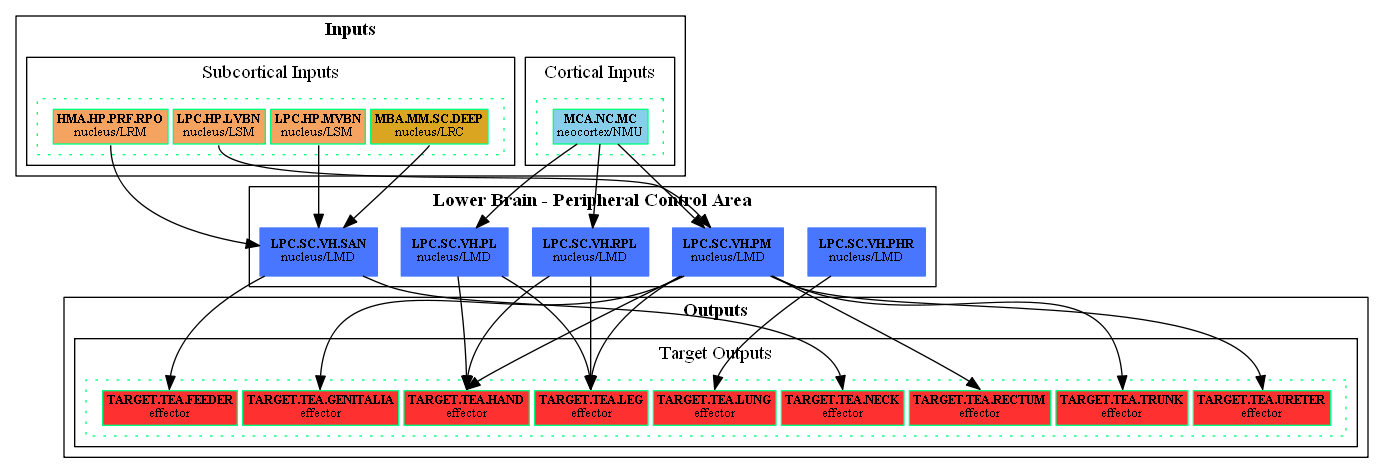 Inputs
Subcortical Inputs
Cortical Inputs
HMA.HP.PRF.RPO
nucleus/LRM
LPC.HP.LVBN
nucleus/LSM
LPC.HP.MVBN
nucleus/LSM
MBA.MM.SC.DEEP
nucleus/LRC
MCA.NC.MC
neocortex/NMU
Lower Brain - Peripheral Control Area
LPC.SC.VH.SAN
nucleus/LMD
LPC.SC.VH.PL
nucleus/LMD
LPC.SC.VH.RPL
nucleus/LMD
LPC.SC.VH.PM
nucleus/LMD
LPC.SC.VH.PHR
nucleus/LMD
Outputs
Target Outputs
TARGET.TEA.FEEDER
effector
TARGET.TEA.GENITALIA
effector
TARGET.TEA.HAND
effector
TARGET.TEA.LEG
effector
TARGET.TEA.LUNG
effector
TARGET.TEA.NECK
effector
TARGET.TEA.RECTUM
effector
TARGET.TEA.TRUNK
effector
TARGET.TEA.URETER
effector